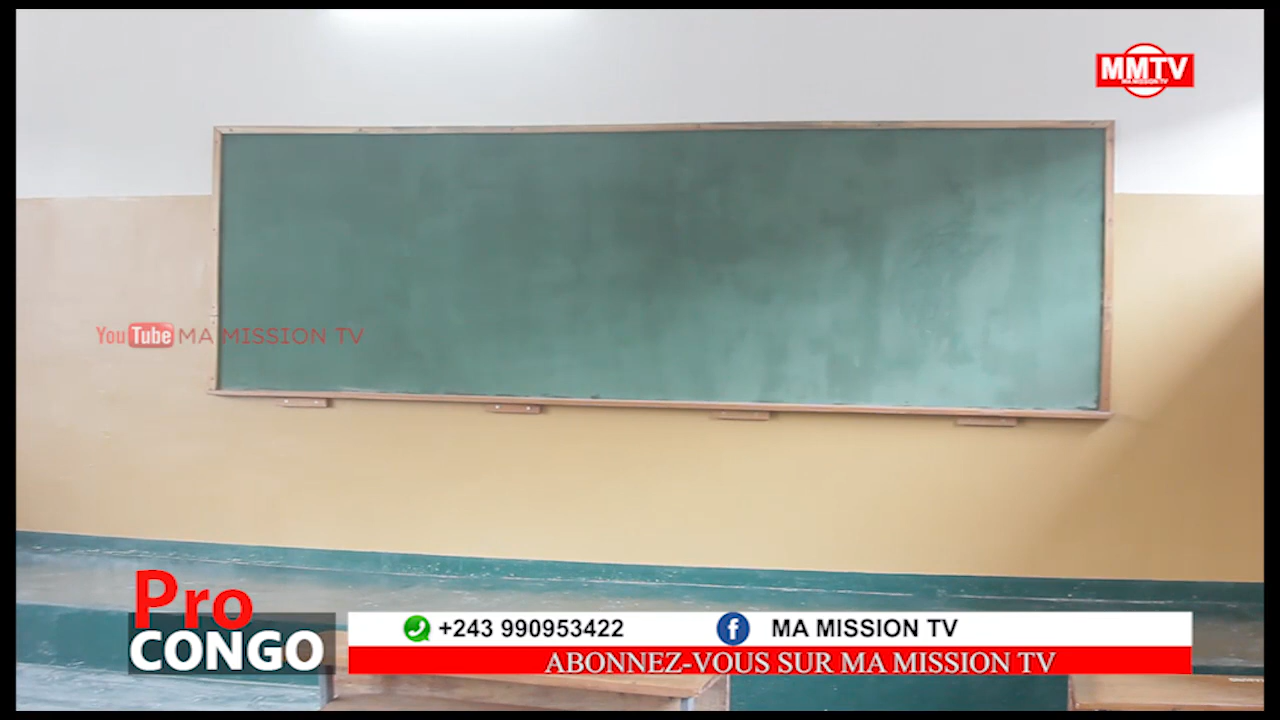 MMTV
MA MISSION TV
YouTube MA MISSION TV
Pro
CONGO
+243 990953422
MA MISSION TV
ABONNEZ-VOUS SUR MA MISSION TV